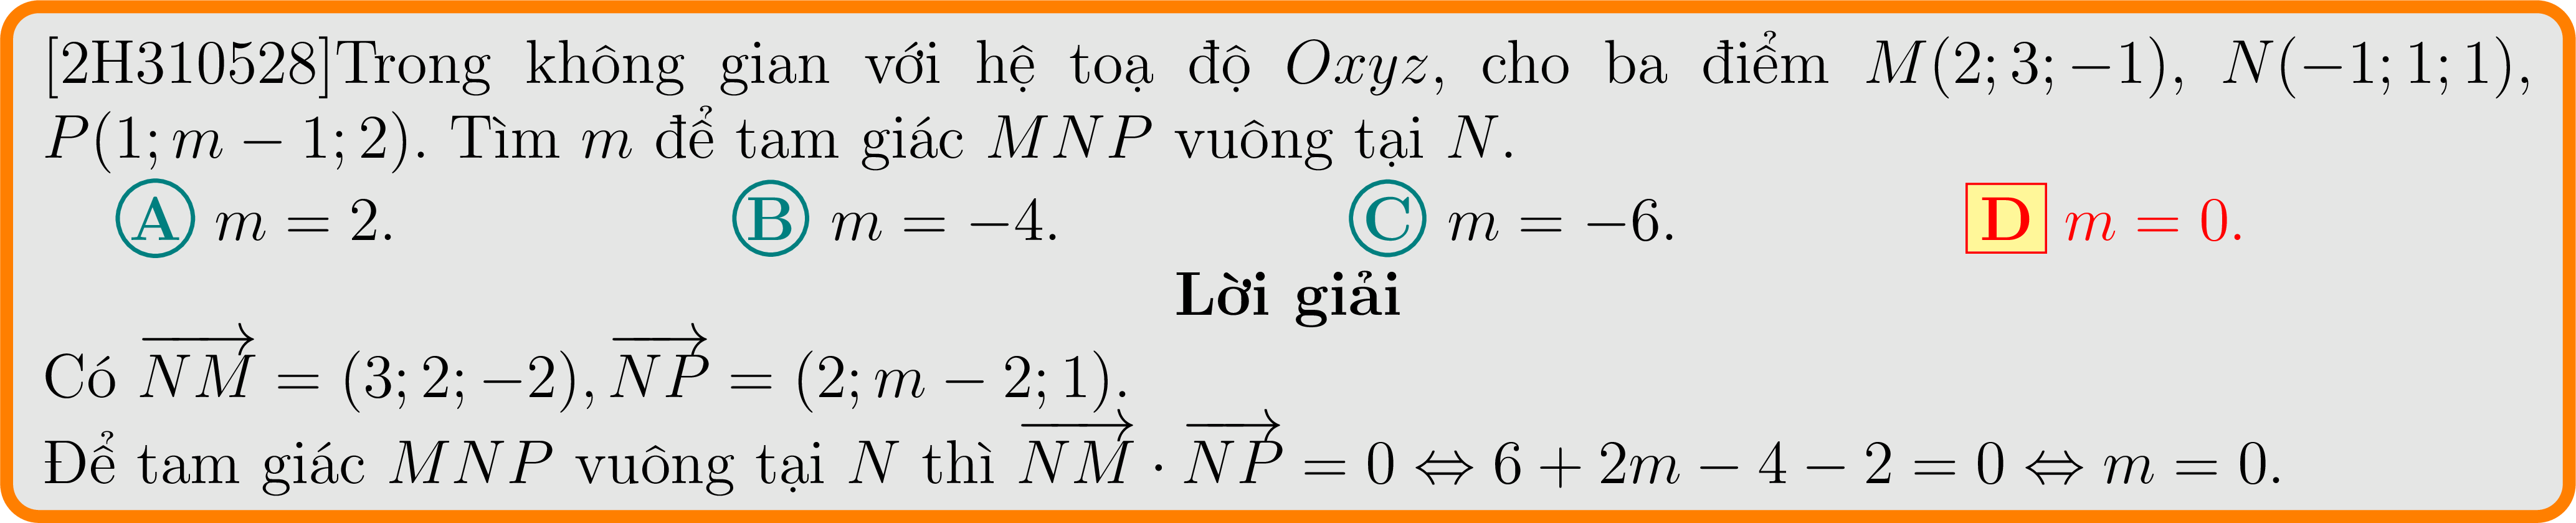 [2H310528]Trong không gian với hệ toạ độ Oxyz, cho ba điểm M(2; 3; −1), N(−1; 1; 1),
P(1; m − 1; 2). Tìm m để tam giác MNP vuông tại N.
A m = 2. B m = −4. C m = −6. D m = 0.
Lời giải
Có $\overrightarrow{NM}$ = (3; 2; −2), $\overrightarrow{NP}$ = (2; m − 2; 1).
Để tam giác MNP vuông tại N thì $\overrightarrow{NM}$ · $\overrightarrow{NP}$ = 0 ⇔ 6 + 2m − 4 − 2 = 0 ⇔ m = 0.